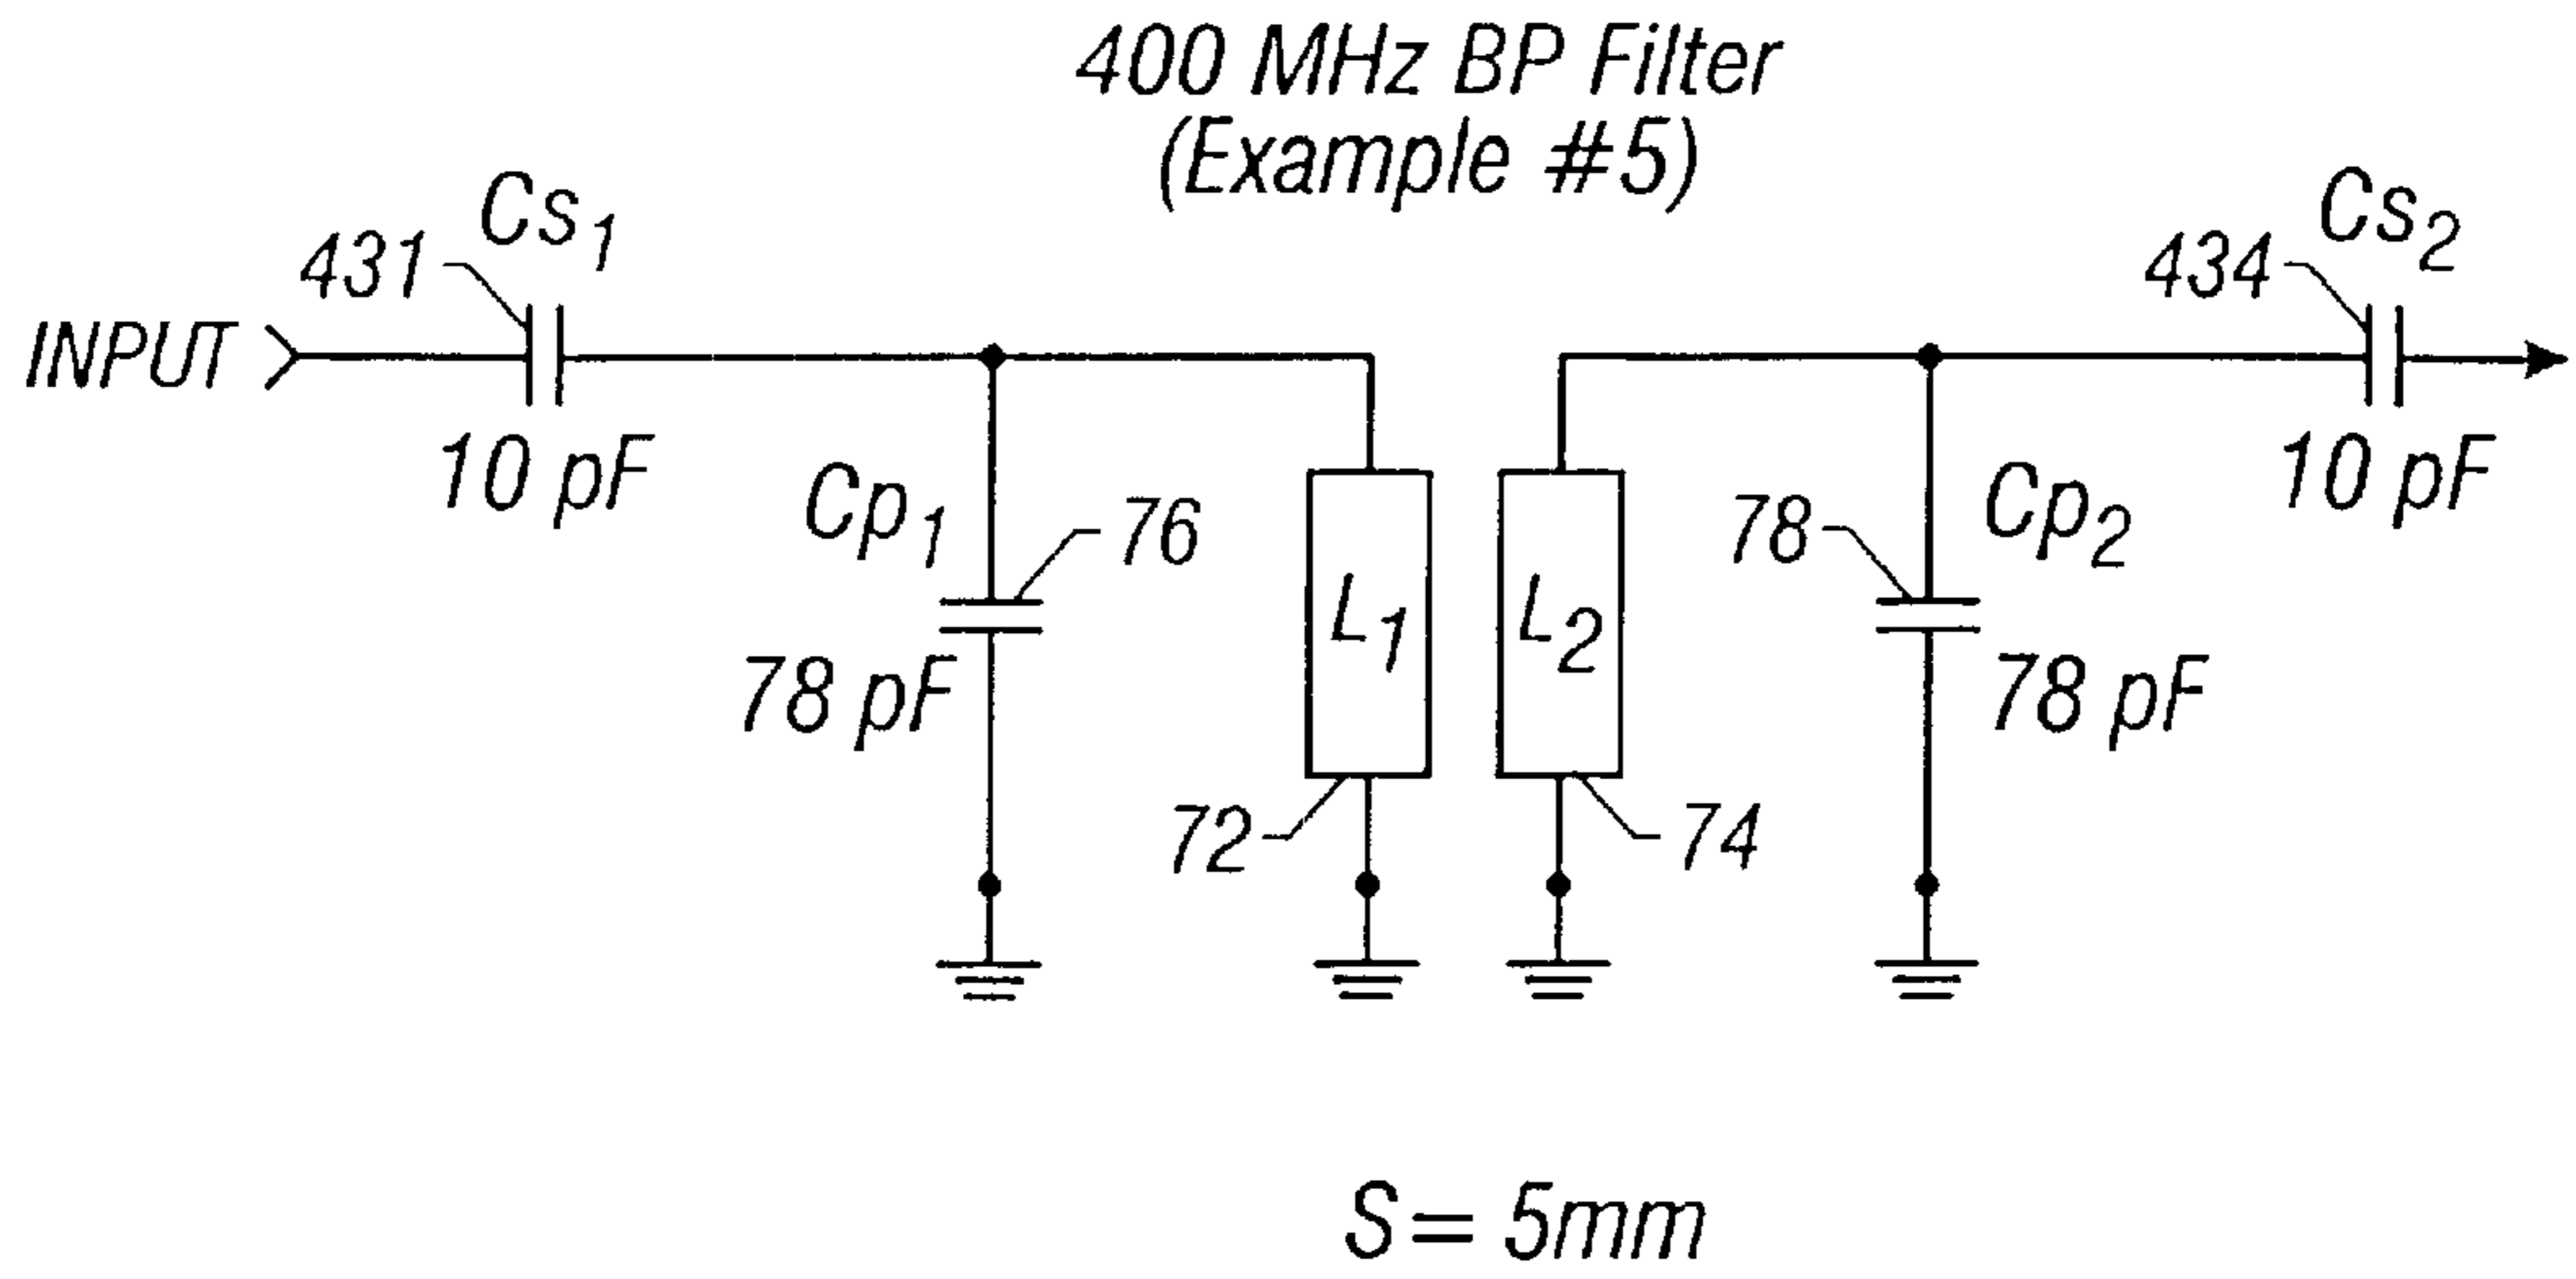 400 MHz BP Filter
(Example #5)
Cs1
431
INPUT
10 pF
Cp1
76
78 pF
L1
72
L2
74
78
Cp2
78 pF
Cs2
434
10 pF
S = 5mm